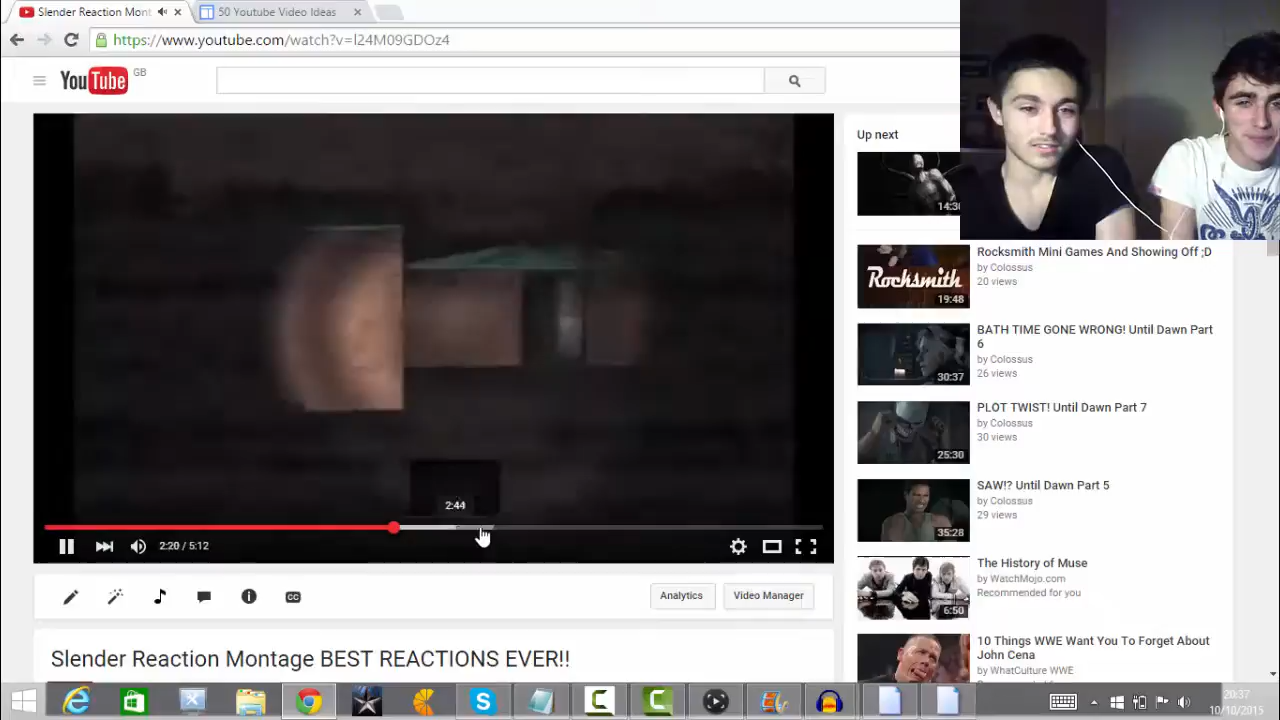 Slender Reaction Mont
50 Youtube Video Ideas
https://www.youtube.com/watch?v=l24M09GDOz4
YouTube GB
Up next
14:30
Rocksmith
19:48
Rocksmith Mini Games And Showing Off ;D
by Colossus
20 views
30:37
BATH TIME GONE WRONG! Until Dawn Part
6
by Colossus
26 views
25:30
PLOT TWIST! Until Dawn Part 7
by Colossus
30 views
35:28
SAW!? Until Dawn Part 5
by Colossus
29 views
6:50
The History of Muse
by WatchMojo.com
Recommended for you
10 Things WWE Want You To Forget About
John Cena
by WhatCulture WWE
2:44
2:20 / 5:12
CC
Analytics
Video Manager
Slender Reaction Montage BEST REACTIONS EVER!!
20:37
10/10/2015